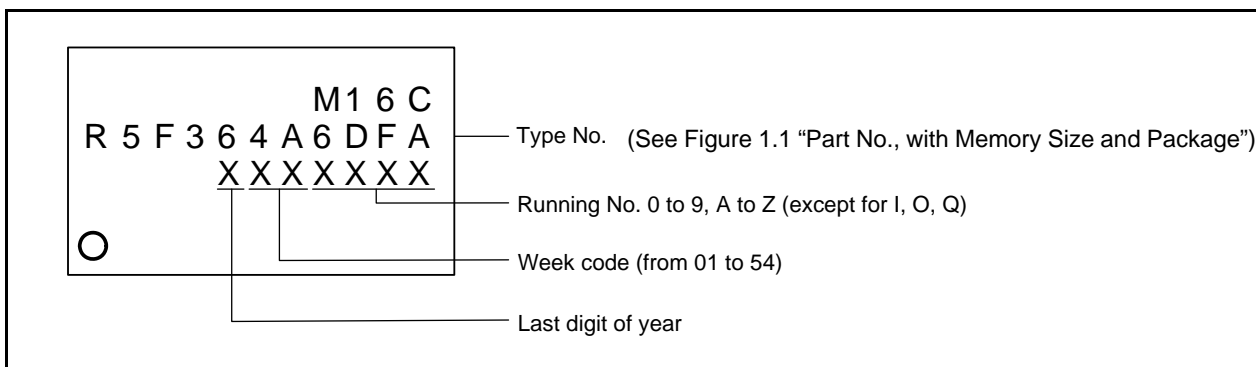 M16C
R5F364A6DFA
XXXXXXX
Type No. (See Figure 1.1 “Part No., with Memory Size and Package”)
Running No. 0 to 9, A to Z (except for I, O, Q)
Week code (from 01 to 54)
Last digit of year